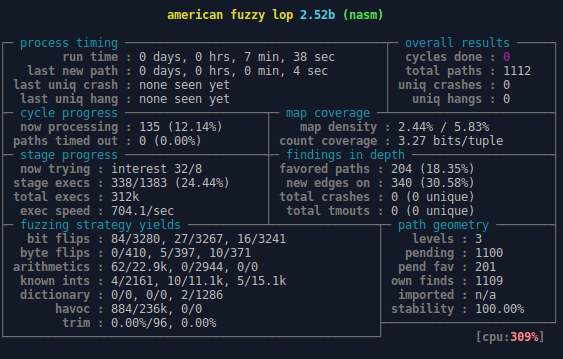 american fuzzy lop 2.52b (nasm)
process timing
run time : 0 days, 0 hrs, 7 min, 38 sec
last new path : 0 days, 0 hrs, 0 min, 4 sec
last uniq crash : none seen yet
last uniq hang : none seen yet
overall results
cycles done : 0
total paths : 1112
uniq crashes : 0
uniq hangs : 0
cycle progress
now processing : 135 (12.14%)
paths timed out : 0 (0.00%)
map coverage
map density : 2.44% / 5.83%
count coverage : 3.27 bits/tuple
stage progress
now trying : interest 32/8
stage execs : 338/1383 (24.44%)
total execs : 312k
exec speed : 704.1/sec
findings in depth
favored paths : 204 (18.35%)
new edges on : 340 (30.58%)
total crashes : 0 (0 unique)
total tmouts : 0 (0 unique)
fuzzing strategy yields
bit flips : 84/3280, 27/3267, 16/3241
byte flips : 0/410, 5/397, 10/371
arithmetics : 62/22.9k, 0/2944, 0/0
known ints : 4/2161, 10/11.1k, 5/15.1k
dictionary : 0/0, 0/0, 2/1286
havoc : 884/236k, 0/0
trim : 0.00%/96, 0.00%
path geometry
levels : 3
pending : 1100
pend fav : 201
own finds : 1109
imported : n/a
stability : 100.00%
[cpu:309%]